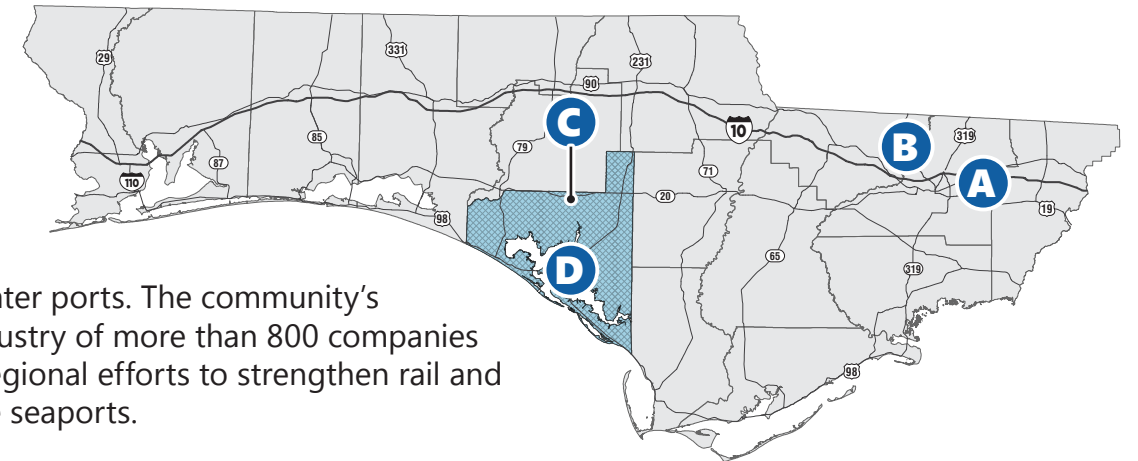 29
331
231
90
C
10
B
319
85
79
A
87
71
110
20
19
98
D
65
319
ter ports. The community's
ustry of more than 800 companies
egional efforts to strengthen rail and
seaports.
98